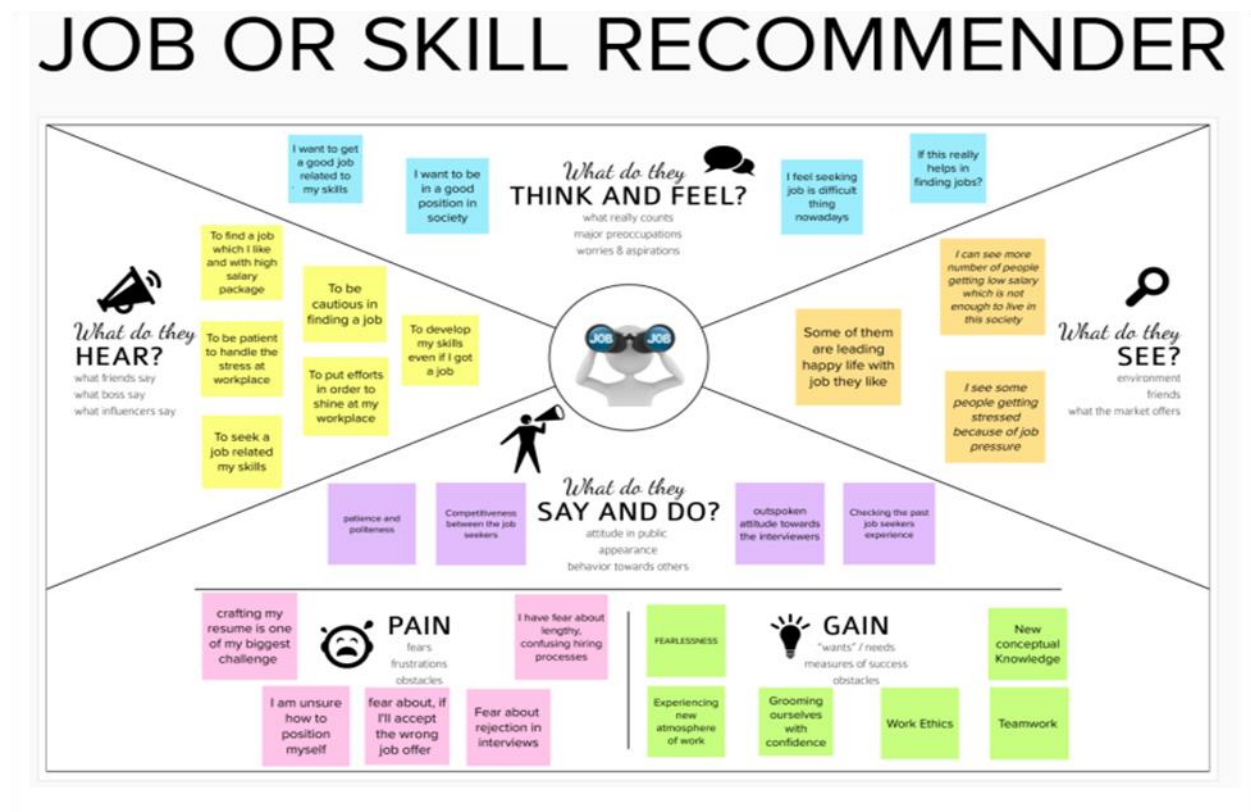 JOB OR SKILL RECOMMENDER
I want to get
a good job
related to
my skills
I want to be
in a good
position in
society
What do they
THINK AND FEEL?
what really counts
major preoccupations
worries & aspirations
I feel seeking
job is difficult
thing
nowadays
If this really
helps in
finding jobs?
What do they
HEAR?
what friends say
what boss say
what influencers say
To find a job
which I like
and with high
salary
package
To be
cautious in
finding a job
To develop
my skills
even if I got
a job
To be patient
to handle the
stress at
workplace
To put efforts
in order to
shine at my
workplace
To seek a
job related
my skills
JOB JOB
Some of them
are leading
happy life with
job they like
I can see more
number of people
getting low salary
which is not
enough to live in
this society
I see some
people getting
stressed
because of job
pressure
What do they
SEE?
environment
friends
what the market offers
patience and
politeness
Competitiveness
between the job
seekers
What do they
SAY AND DO?
attitude in public
appearance
behavior towards others
outspoken
attitude towards
the interviewers
Checking the past
job seekers
experience
crafting my
resume is one
of my biggest
challenge
PAIN
fears
frustrations
obstacles
I have fear about
lengthy,
confusing hiring
processes
I am unsure
how to
position
myself
fear about, if
I'll accept
the wrong
job offer
Fear about
rejection in
interviews
FEARLESSNESS
GAIN
"wants" / needs
measures of success
obstacles
New
conceptual
Knowledge
Experiencing
new
atmosphere
of work
Grooming
ourselves
with
confidence
Work Ethics
Teamwork